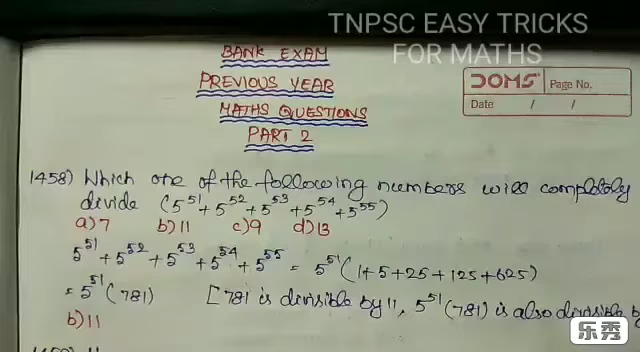 TNPSC EASY TRICKS
FOR MATHS
BANK EXAM
PREVIOUS YEAR
MATHS QUESTIONS
PART 2
DOMS Page No.
Date / /
1458) Which one of the following numbers will completely
divide (5^51 + 5^52 + 5^53 + 5^54 + 5^55)
a) 7 b) 11 c) 9 d) 13
5^51 + 5^52 + 5^53 + 5^54 + 5^55 = 5^51 (1+5+25+125+625)
= 5^51 (781) [781 is divisible by 11, 5^51 (781) is also divisible
b) 11
乐秀